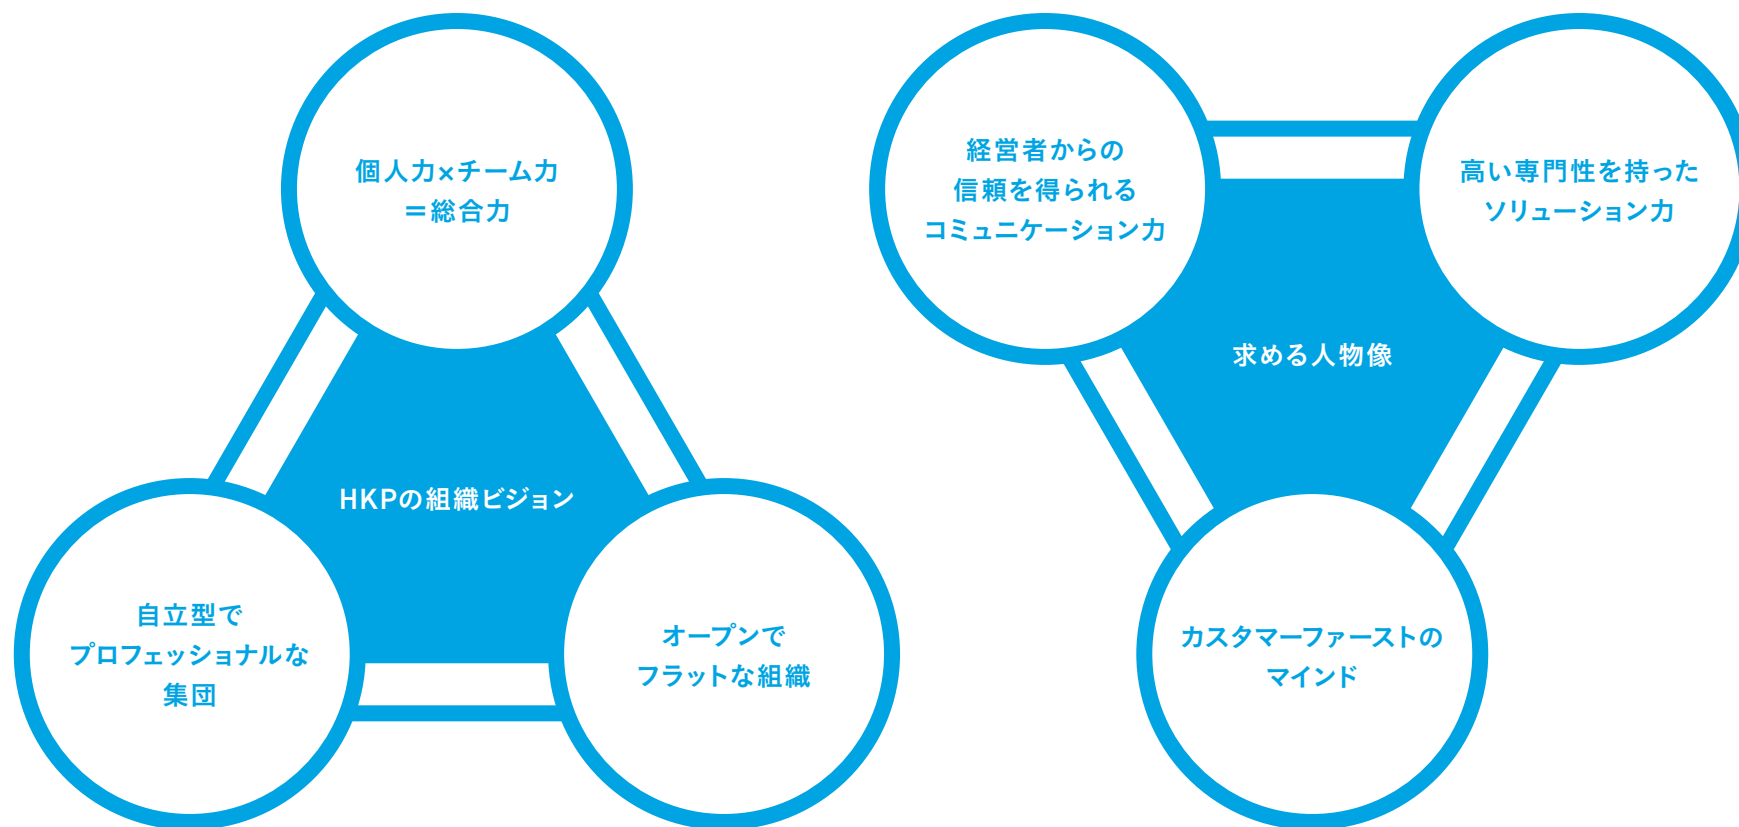 個人力×チーム力
＝総合力
HKPの組織ビジョン
自立型で
プロフェッショナルな
集団
オープンで
フラットな組織
経営者からの
信頼を得られる
コミュニケーション力
高い専門性を持った
ソリューション力
求める人物像
カスタマーファーストの
マインド